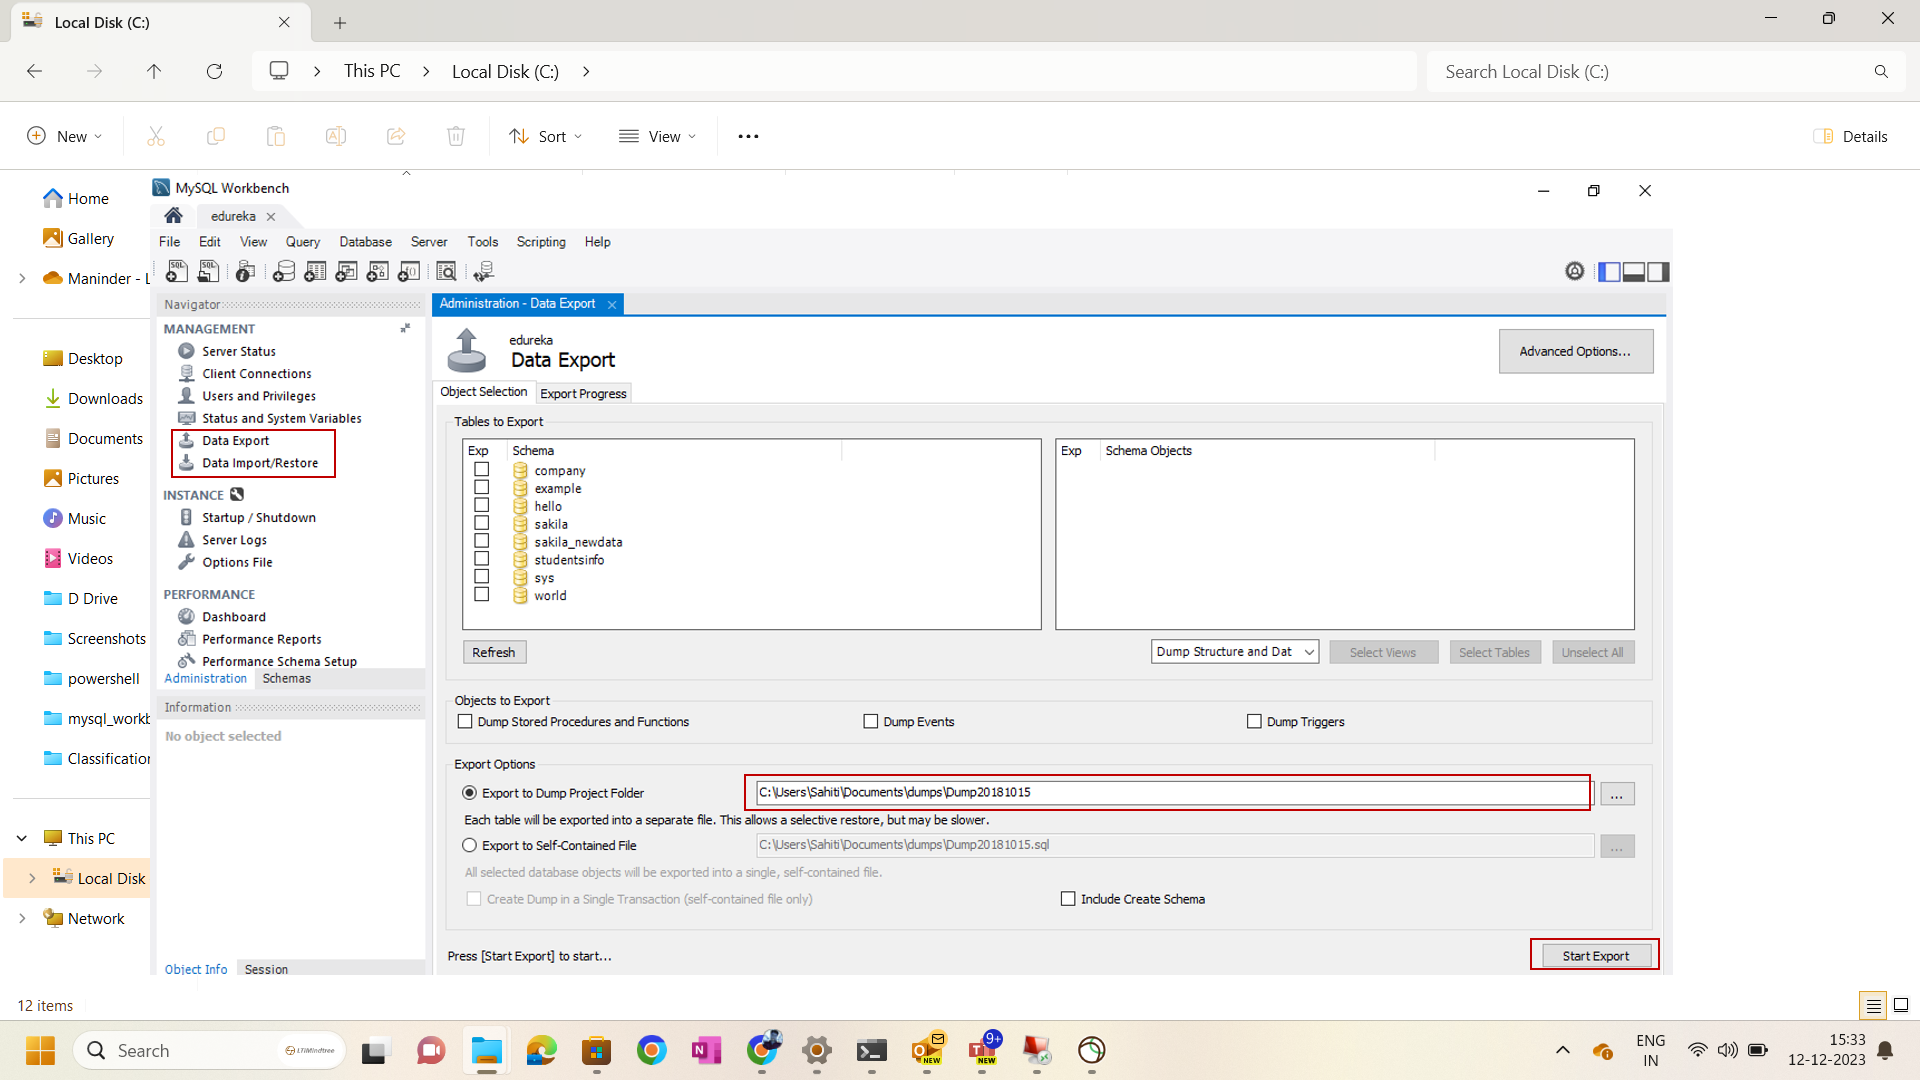 Local Disk (C:)
This PC
Local Disk (C:)
Search Local Disk (C:)
New
Sort
View
Details
Home
Gallery
Maninder - L
Desktop
Downloads
Documents
Pictures
Music
Videos
D Drive
Screenshots
powershell
mysql_workb
Classification
This PC
Local Disk
Network
12 items
MySQL Workbench
edureka
File Edit View Query Database Server Tools Scripting Help
Navigator
MANAGEMENT
Server Status
Client Connections
Users and Privileges
Status and System Variables
Data Export
Data Import/Restore
INSTANCE
Startup / Shutdown
Server Logs
Options File
PERFORMANCE
Dashboard
Performance Reports
Performance Schema Setup
Administration Schemas
Information
No object selected
Object Info Session
Administration - Data Export
edureka
Data Export
Advanced Options...
Object Selection Export Progress
Tables to Export
Exp Schema
company
example
hello
sakila
sakila_newdata
studentsinfo
sys
world
Exp Schema Objects
Refresh
Dump Structure and Dat
Select Views
Select Tables
Unselect All
Objects to Export
Dump Stored Procedures and Functions
Dump Events
Dump Triggers
Export Options
Export to Dump Project Folder
C:\Users\Sahiti\Documents\dumps\Dump20181015
...
Each table will be exported into a separate file. This allows a selective restore, but may be slower.
Export to Self-Contained File
C:\Users\Sahiti\Documents\dumps\Dump20181015.sql
...
All selected database objects will be exported into a single, self-contained file.
Create Dump in a Single Transaction (self-contained file only)
Include Create Schema
Press [Start Export] to start...
Start Export
Search
LTIMindtree
NEW
9+
NEW
ENG
IN
15:33
12-12-2023